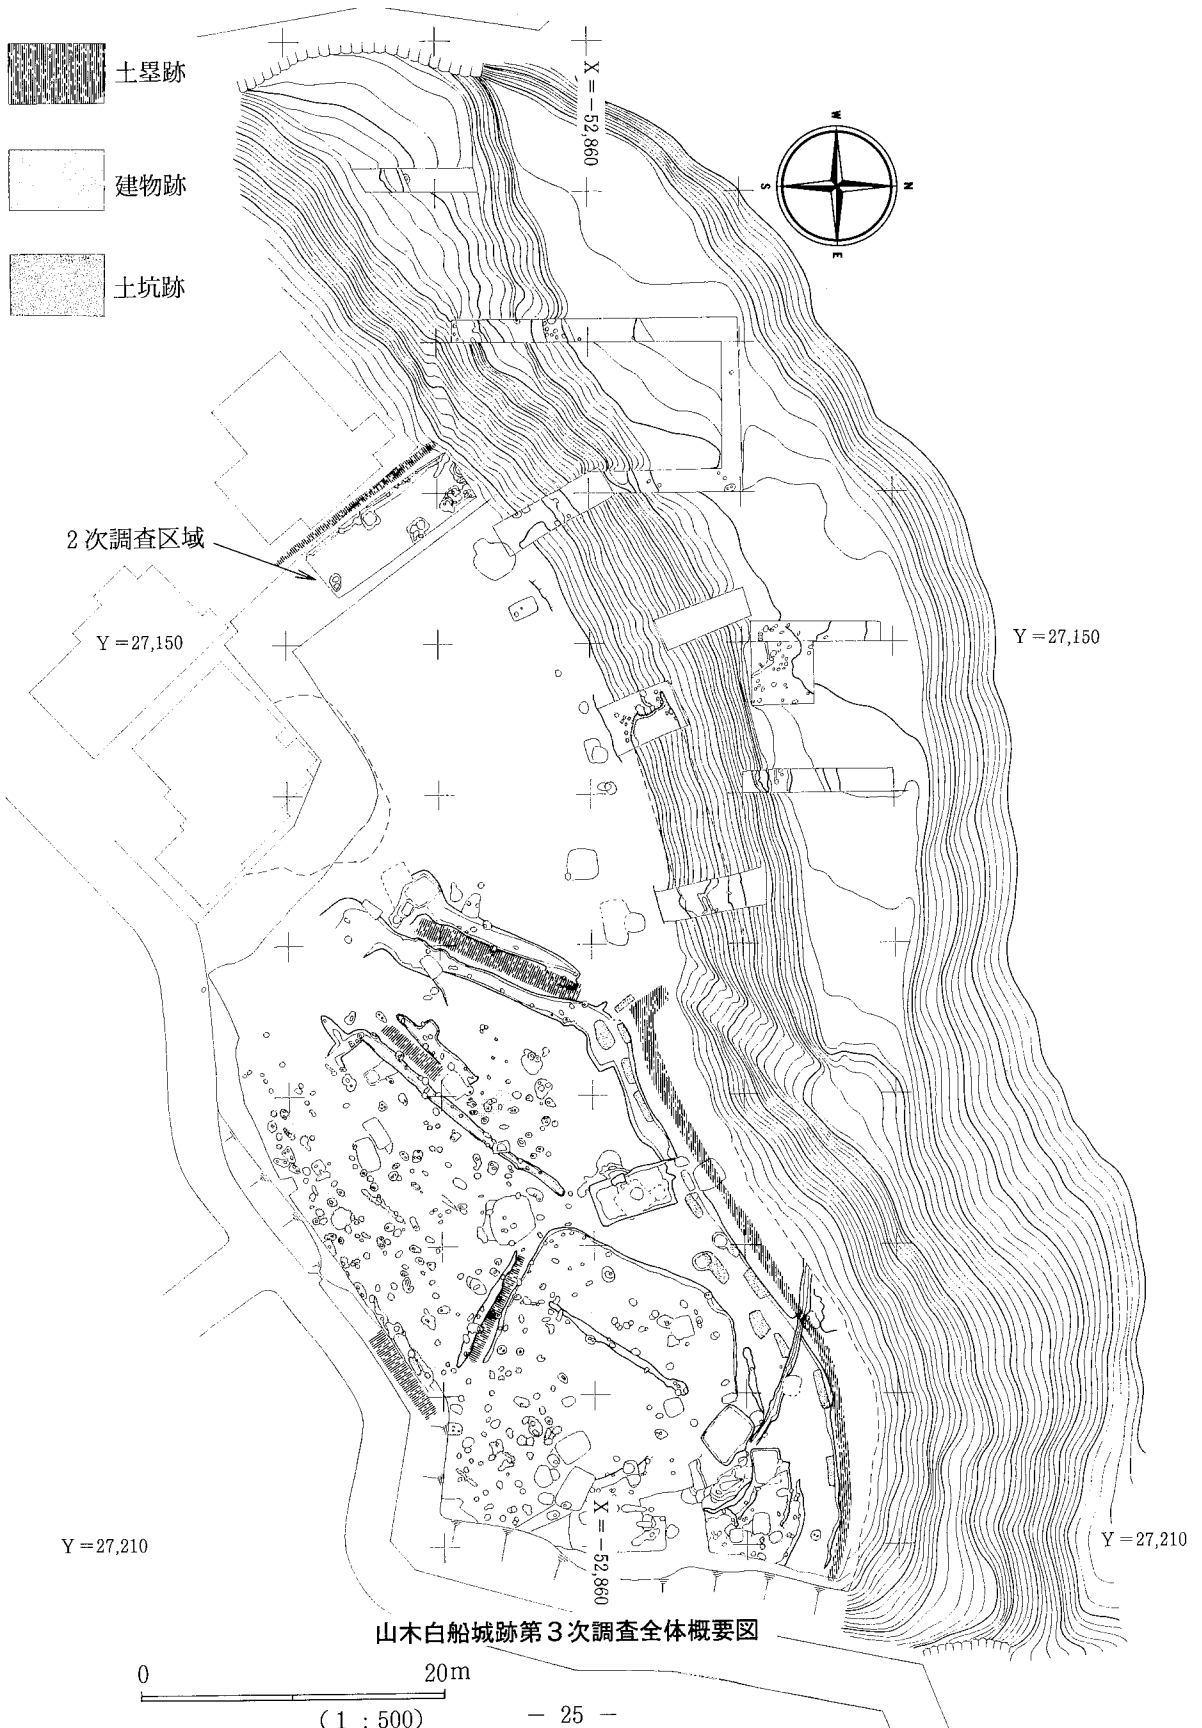 土塁跡
建物跡
土坑跡
X=-52,860
W
S
N
E
2次調査区域
Y=27,150
Y=27,150
Y=27,210
X=-52,860
Y=27,210
山木白船城跡第3次調査全体概要図
0 20m
(1:500)
- 25 -